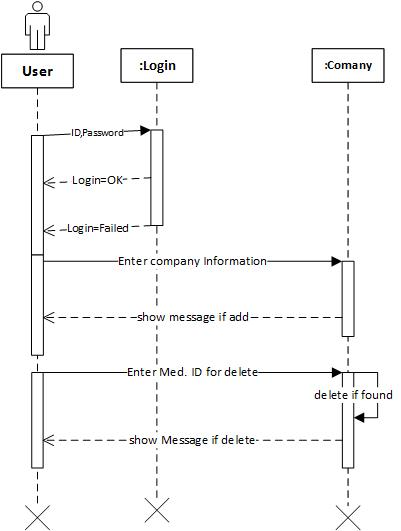 User
:Login
:Comany
ID,Password
Login=OK
Login=Failed
Enter company Information
show message if add
Enter Med. ID for delete
delete if found
show Message if delete